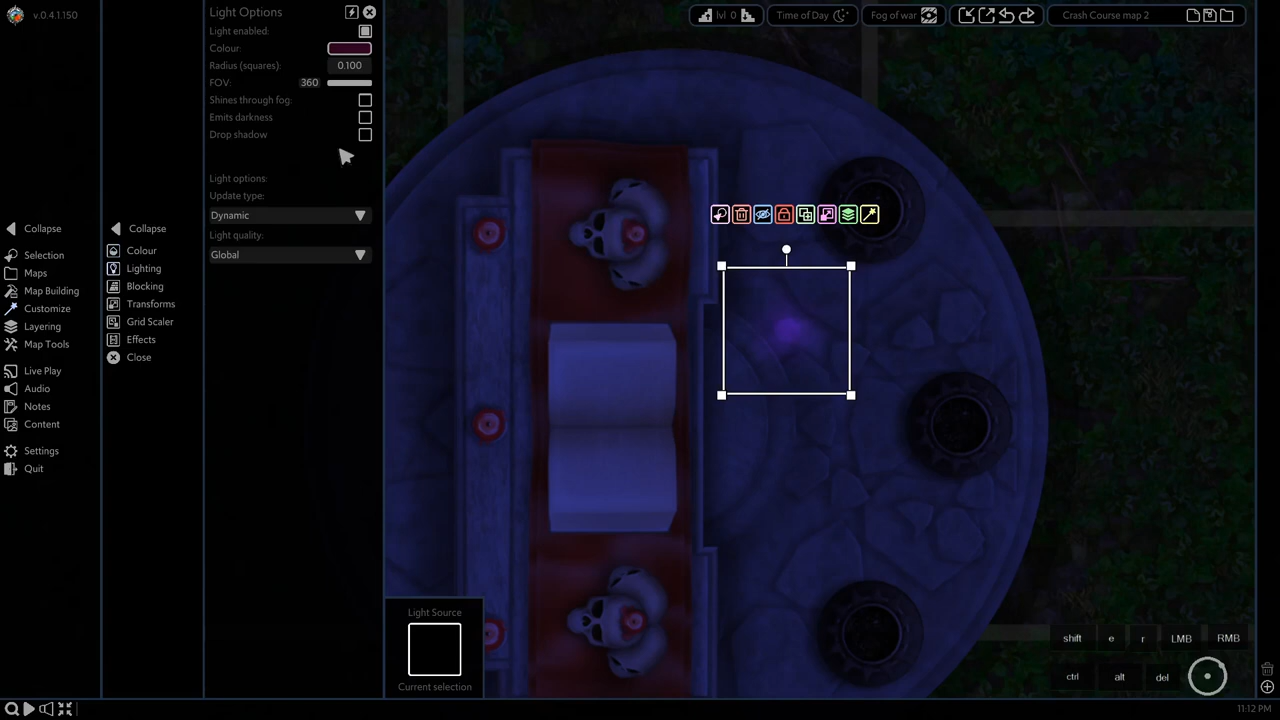 v.0.4.1.150
Light Options
lvl 0
Time of Day
Fog of war
Crash Course map 2
Light enabled:
Colour:
Radius (squares): 0.100
FOV: 360
Shines through fog:
Emits darkness
Drop shadow
Light options:
Update type:
Dynamic
Light quality:
Global
Collapse
Selection
Maps
Map Building
Customize
Layering
Map Tools
Live Play
Audio
Notes
Content
Settings
Quit
Collapse
Colour
Lighting
Blocking
Transforms
Grid Scaler
Effects
Close
Light Source
Current selection
shift e r LMB RMB
ctrl alt del
11:12 PM